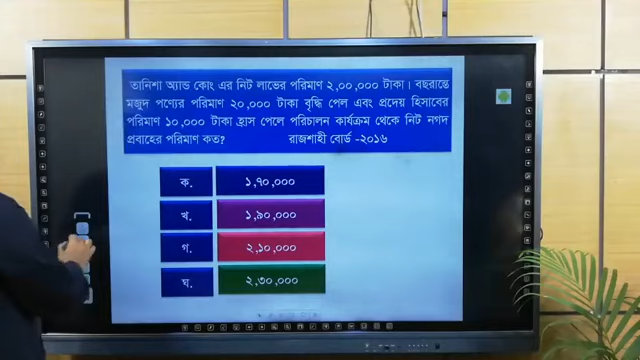 তানিশা অ্যান্ড কোং এর নিট লাভের পরিমাণ ২,০০,০০০ টাকা। বছরান্তে
মজুদ পণ্যের পরিমাণ ২০,০০০ টাকা বৃদ্ধি পেল এবং প্রদেয় হিসাবের
পরিমাণ ১০,০০০ টাকা হ্রাস পেলে পরিচালন কার্যক্রম থেকে নিট নগদ
প্রবাহের পরিমাণ কত? রাজশাহী বোর্ড -২০১৬
ক. ১,৭০,০০০
খ. ১,৯০,০০০
গ. ২,১০,০০০
ঘ. ২,৩০,০০০